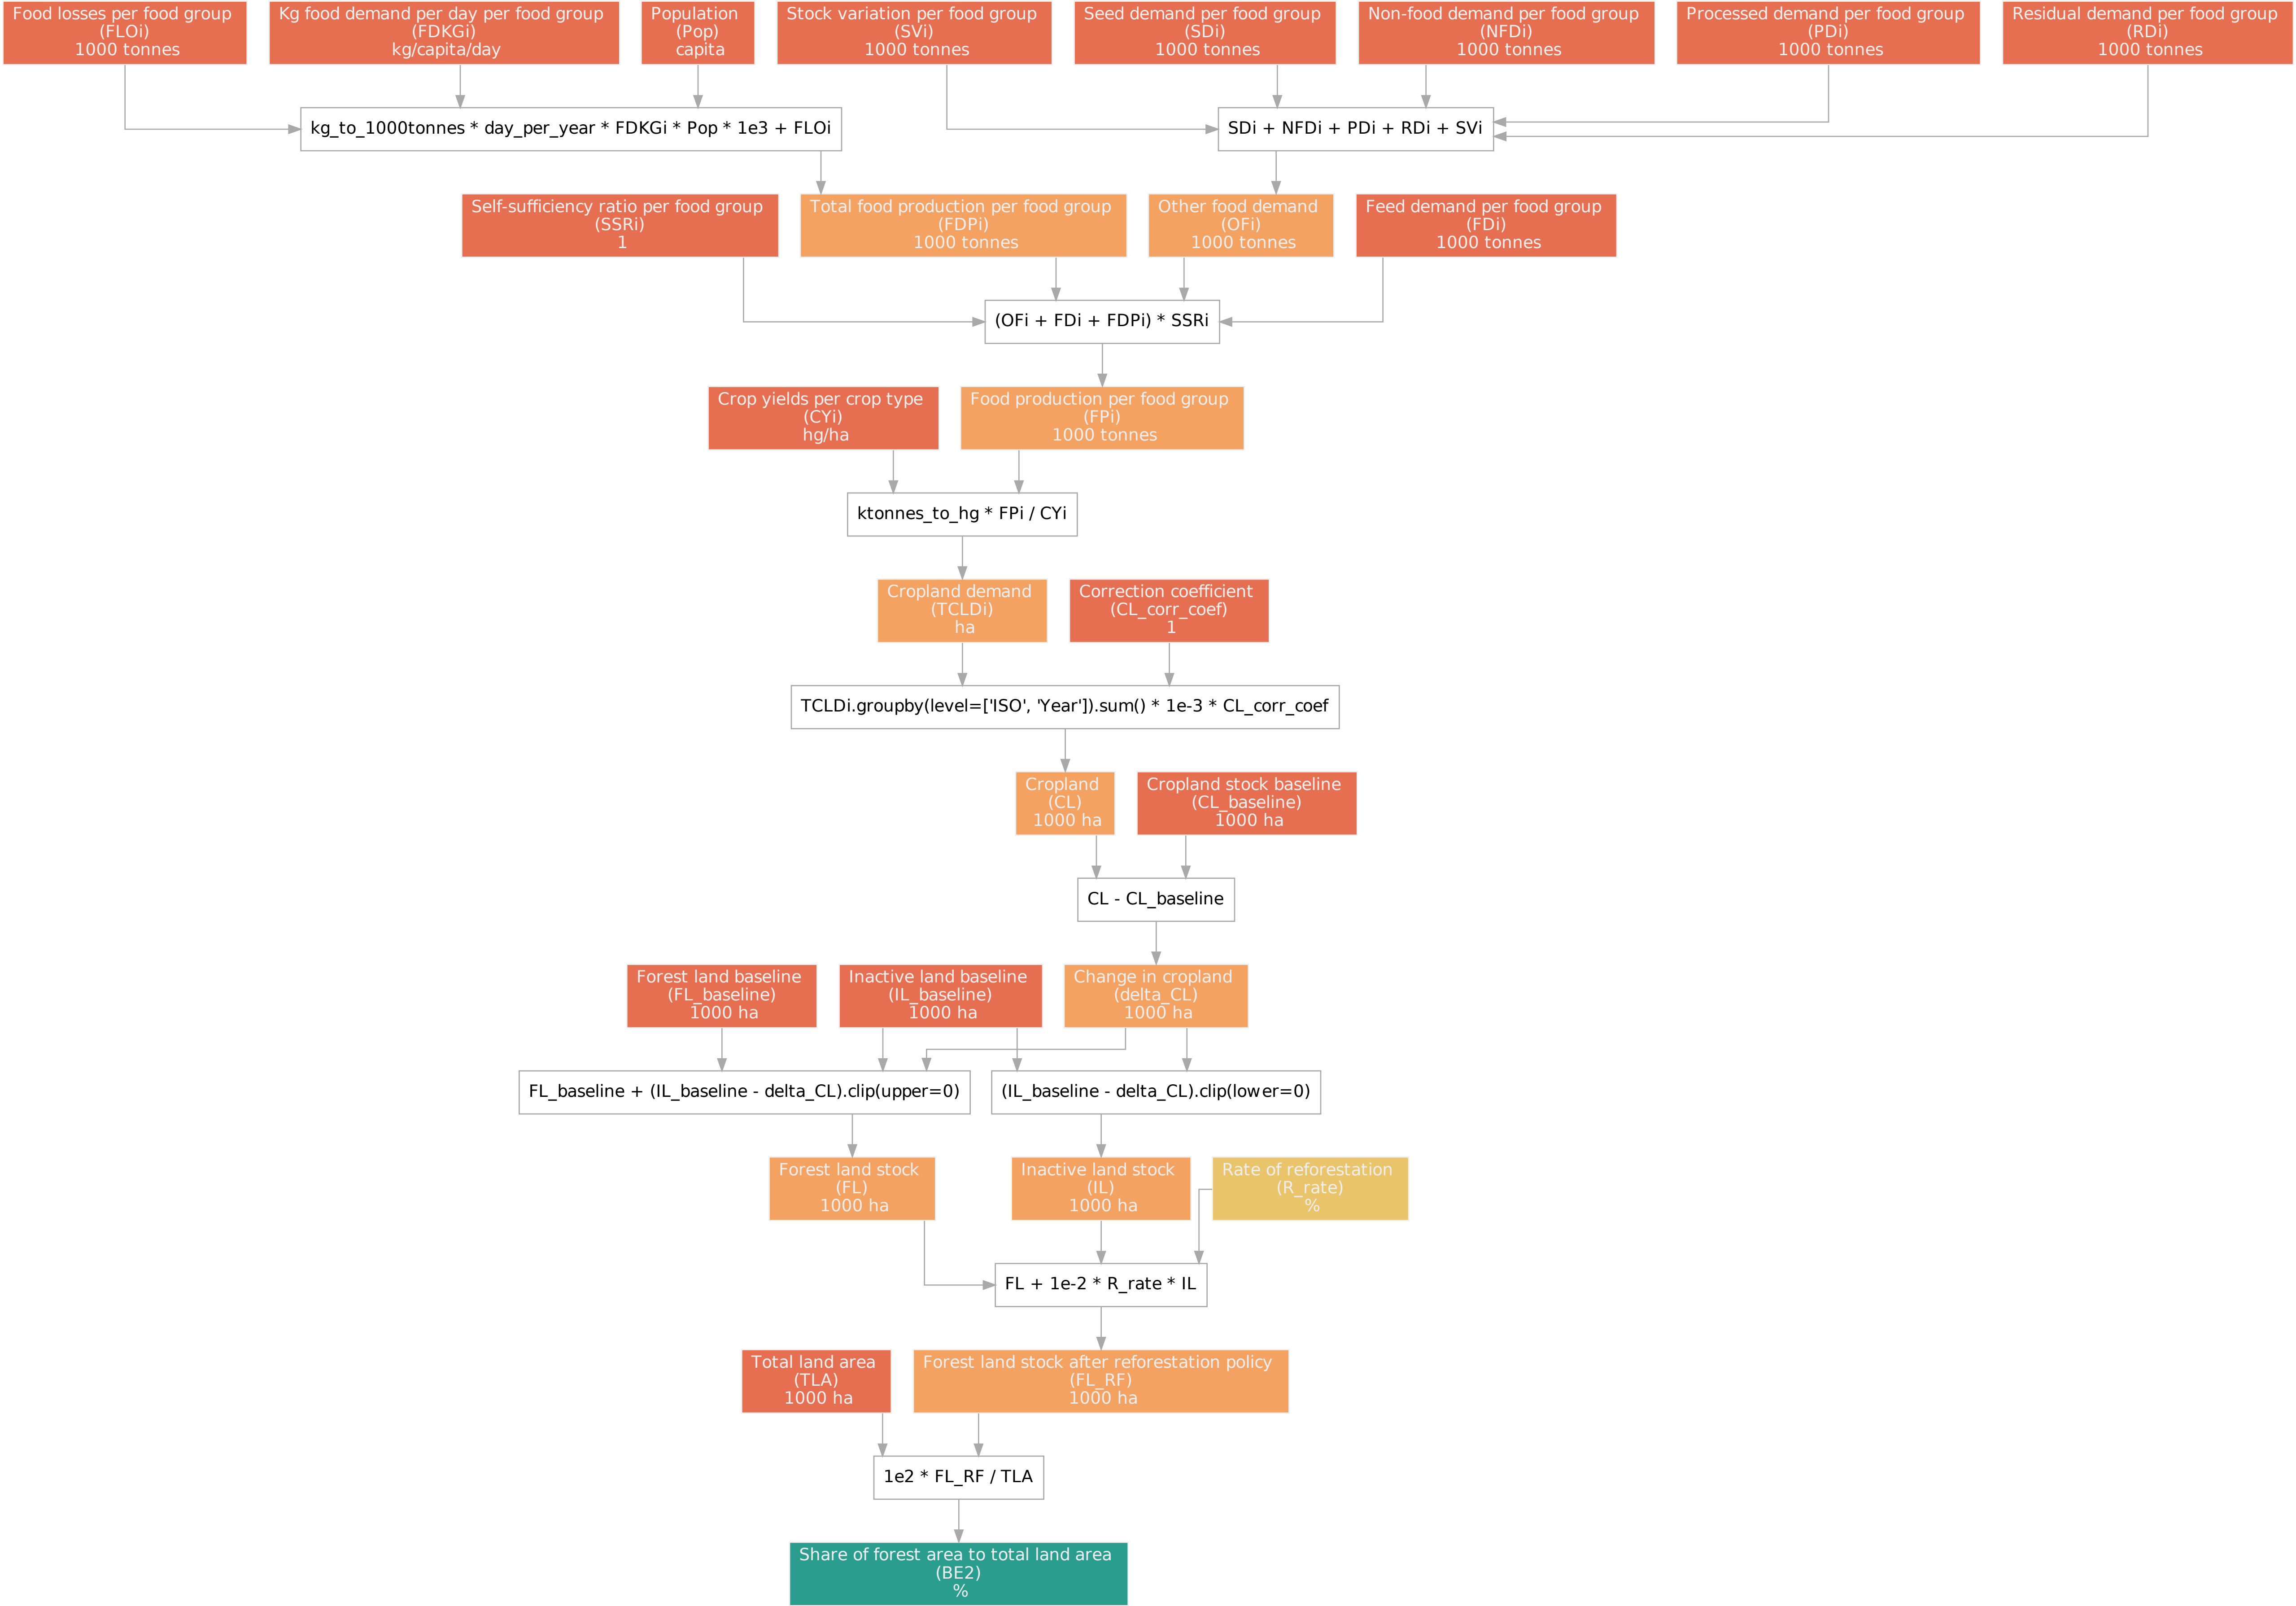 Food losses per food group
(FLOi)
1000 tonnes
Kg food demand per day per food group
(FDKGi)
kg/capita/day
Population
(Pop)
capita
Stock variation per food group
(SVi)
1000 tonnes
Seed demand per food group
(SDi)
1000 tonnes
Non-food demand per food group
(NFDi)
1000 tonnes
Processed demand per food group
(PDi)
1000 tonnes
Residual demand per food group
(RDi)
1000 tonnes
kg_to_1000tonnes * day_per_year * FDKGi * Pop * 1e3 + FLOi
SDi + NFDi + PDi + RDi + SVi
Self-sufficiency ratio per food group
(SSRi)
1
Total food production per food group
(FDPi)
1000 tonnes
Other food demand
(OFi)
1000 tonnes
Feed demand per food group
(FDi)
1000 tonnes
(OFi + FDi + FDPi) * SSRi
Crop yields per crop type
(CYi)
hg/ha
Food production per food group
(FPi)
1000 tonnes
ktonnes_to_hg * FPi / CYi
Cropland demand
(TCLDi)
ha
Correction coefficient
(CL_corr_coef)
1
TCLDi.groupby(level=['ISO', 'Year']).sum() * 1e-3 * CL_corr_coef
Cropland
(CL)
1000 ha
Cropland stock baseline
(CL_baseline)
1000 ha
CL - CL_baseline
Forest land baseline
(FL_baseline)
1000 ha
Inactive land baseline
(IL_baseline)
1000 ha
Change in cropland
(delta_CL)
1000 ha
FL_baseline + (IL_baseline - delta_CL).clip(upper=0)
(IL_baseline - delta_CL).clip(lower=0)
Forest land stock
(FL)
1000 ha
Inactive land stock
(IL)
1000 ha
Rate of reforestation
(R_rate)
%
FL + 1e-2 * R_rate * IL
Total land area
(TLA)
1000 ha
Forest land stock after reforestation policy
(FL_RF)
1000 ha
1e2 * FL_RF / TLA
Share of forest area to total land area
(BE2)
%